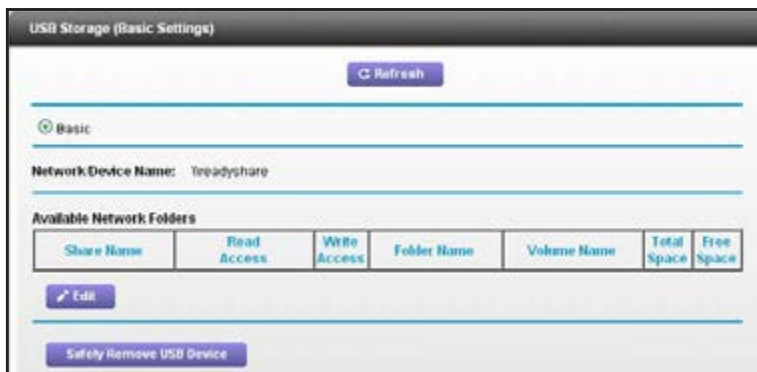 USB Storage (Basic Settings)
Refresh
Basic
Network Device Name: \\readyshare
Available Network Folders
Share Name Read Access Write Access Folder Name Volume Name Total Space Free Space
Edit
Safely Remove USB Device